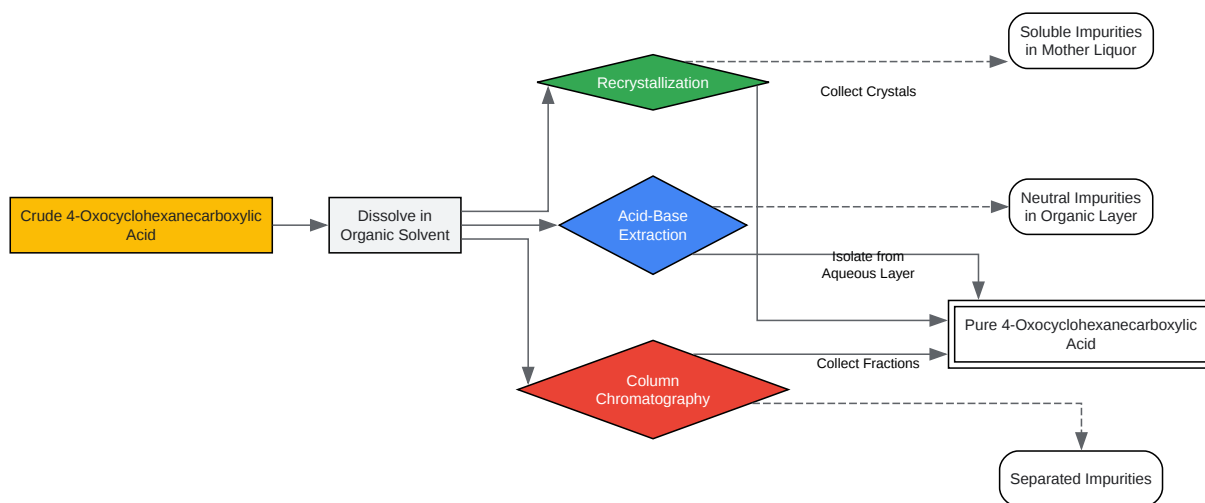 Soluble Impurities
in Mother Liquor
Recrystallization
Collect Crystals
Crude 4-Oxocyclohexanecarboxylic
Acid
Dissolve in
Organic Solvent
Acid-Base
Extraction
Neutral Impurities
in Organic Layer
Isolate from
Aqueous Layer
Pure 4-Oxocyclohexanecarboxylic
Acid
Collect Fractions
Column
Chromatography
Separated Impurities